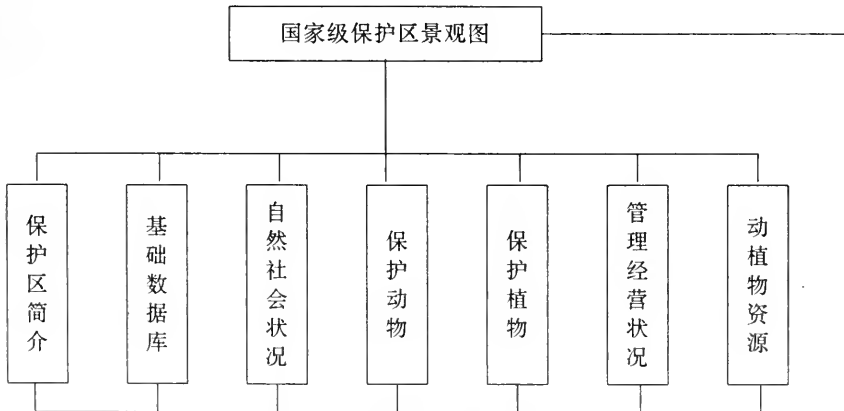 国家级保护区景观图
保护区简介
基础数据库
自然社会状况
保护动物
保护植物
管理经营状况
动植物资源